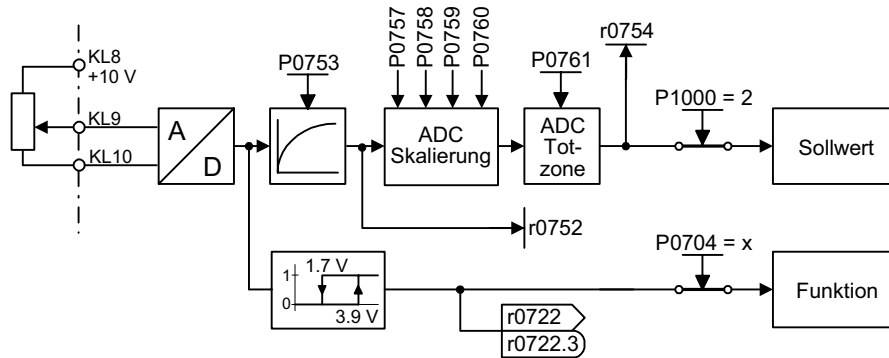 KL8
+10 V
KL9
KL10
A
D
P0753
P0757
P0758
P0759
P0760
ADC
Skalierung
P0761
ADC
Tot-
zone
r0754
P1000 = 2
Sollwert
r0752
1.7 V
1
0
3.9 V
r0722
r0722.3
P0704 = x
Funktion